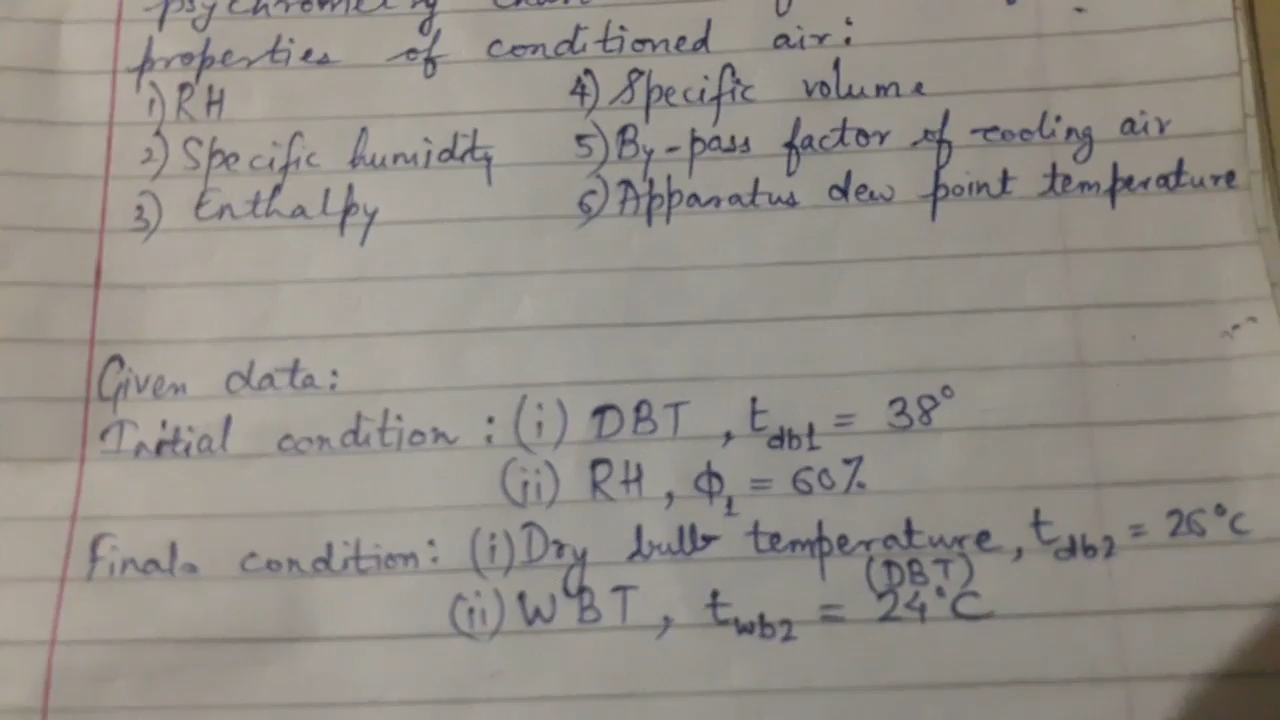 psychrometry
properties of conditioned air:
1) RH
2) Specific humidity
3) Enthalpy
4) Specific volume
5) By-pass factor of cooling air
6) Apparatus dew point temperature
Given data:
Initial condition : (i) DBT , tdb1 = 38°
(ii) RH , Φ1 = 60%
Final condition : (i) Dry bulb temperature, tdb2 = 26°C
(DBT)
(ii) WBT , twb2 = 24°C